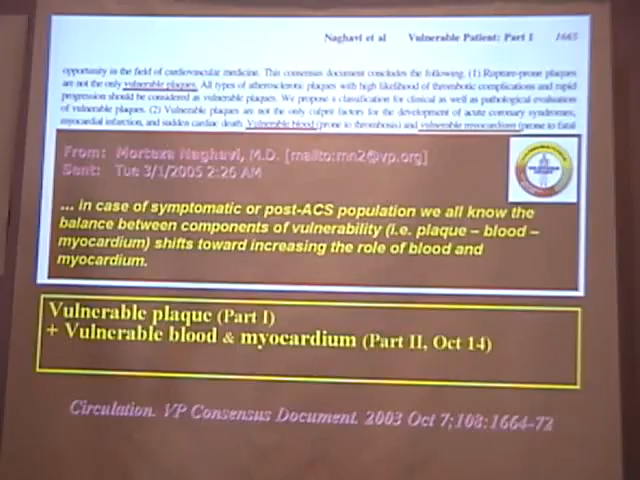 Naghavi et al Vulnerable Patient: Part I 1665
opportunity in the field of cardiovascular medicine. This consensus document concludes the following. (1) Rupture-prone plaques
are not the only vulnerable plaques. All types of atherosclerotic plaques with high likelihood of thrombotic complications and rapid
progression should be considered as vulnerable plaques. We propose a classification for clinical as well as pathological evaluation
of vulnerable plaques. (2) Vulnerable plaques are not the only culprit factors for the development of acute coronary syndromes,
myocardial infarction, and sudden cardiac death. Vulnerable blood (prone to thrombosis) and vulnerable myocardium (prone to fatal
From: Morteza Naghavi, M.D. [mailto:mn2@vp.org]
Sent: Tue 3/1/2005 2:26 AM
... in case of symptomatic or post-ACS population we all know the
balance between components of vulnerability (i.e. plaque – blood –
myocardium) shifts toward increasing the role of blood and
myocardium.
Vulnerable plaque (Part I)
+ Vulnerable blood & myocardium (Part II, Oct 14)
Circulation. VP Consensus Document. 2003 Oct 7;108:1664-72